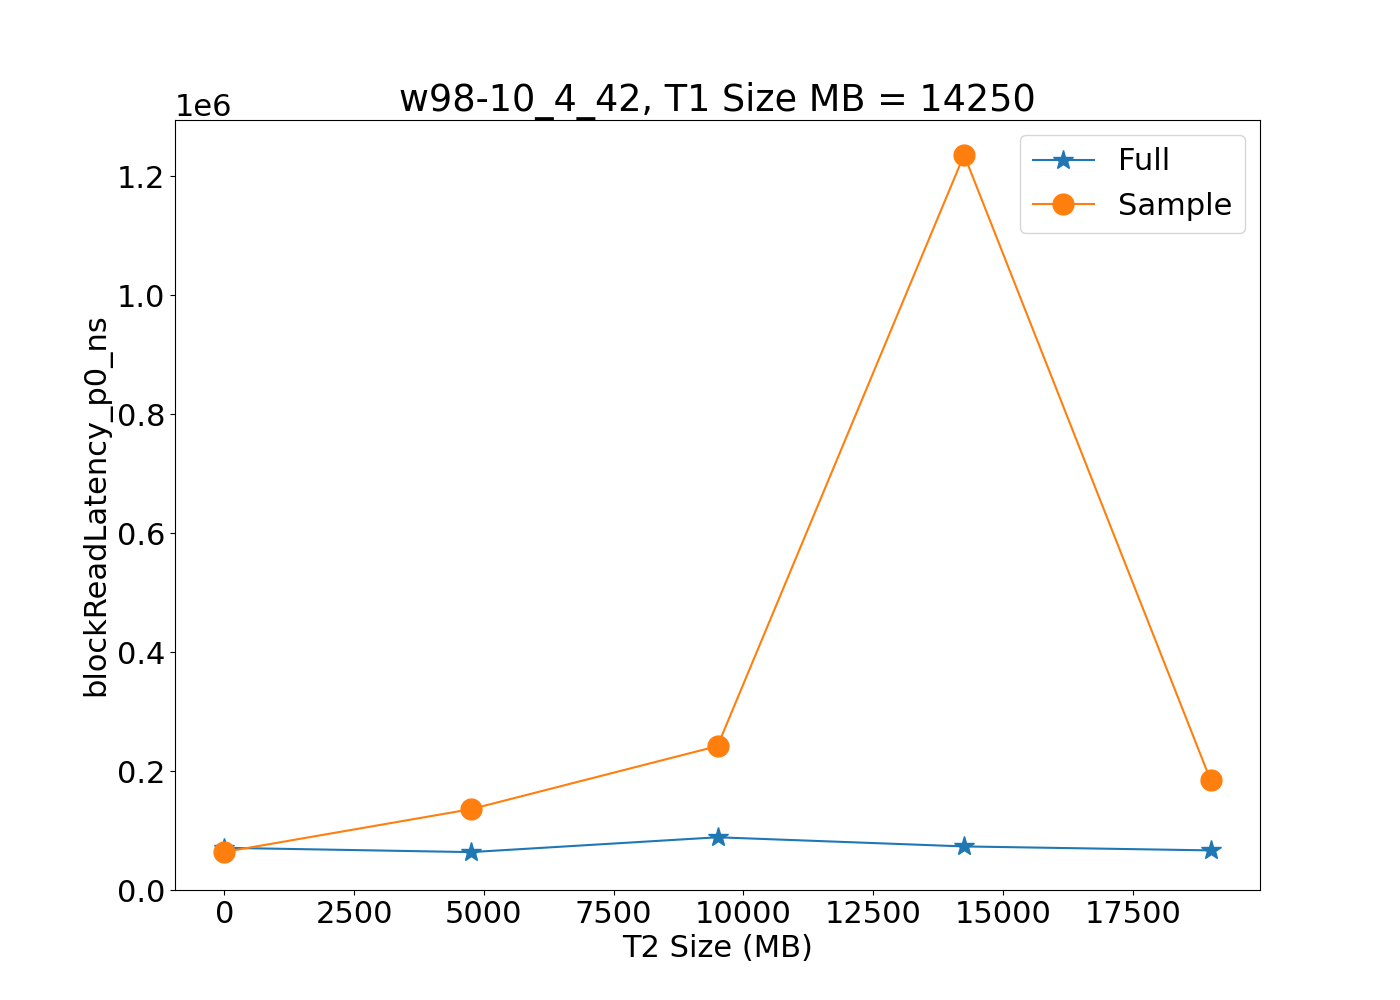 w98-10_4_42, T1 Size MB = 14250
1e6
Full
Sample
1.2
1.0
0.8
0.6
0.4
0.2
0.0
blockReadLatency_p0_ns
0 2500 5000 7500 10000 12500 15000 17500
T2 Size (MB)